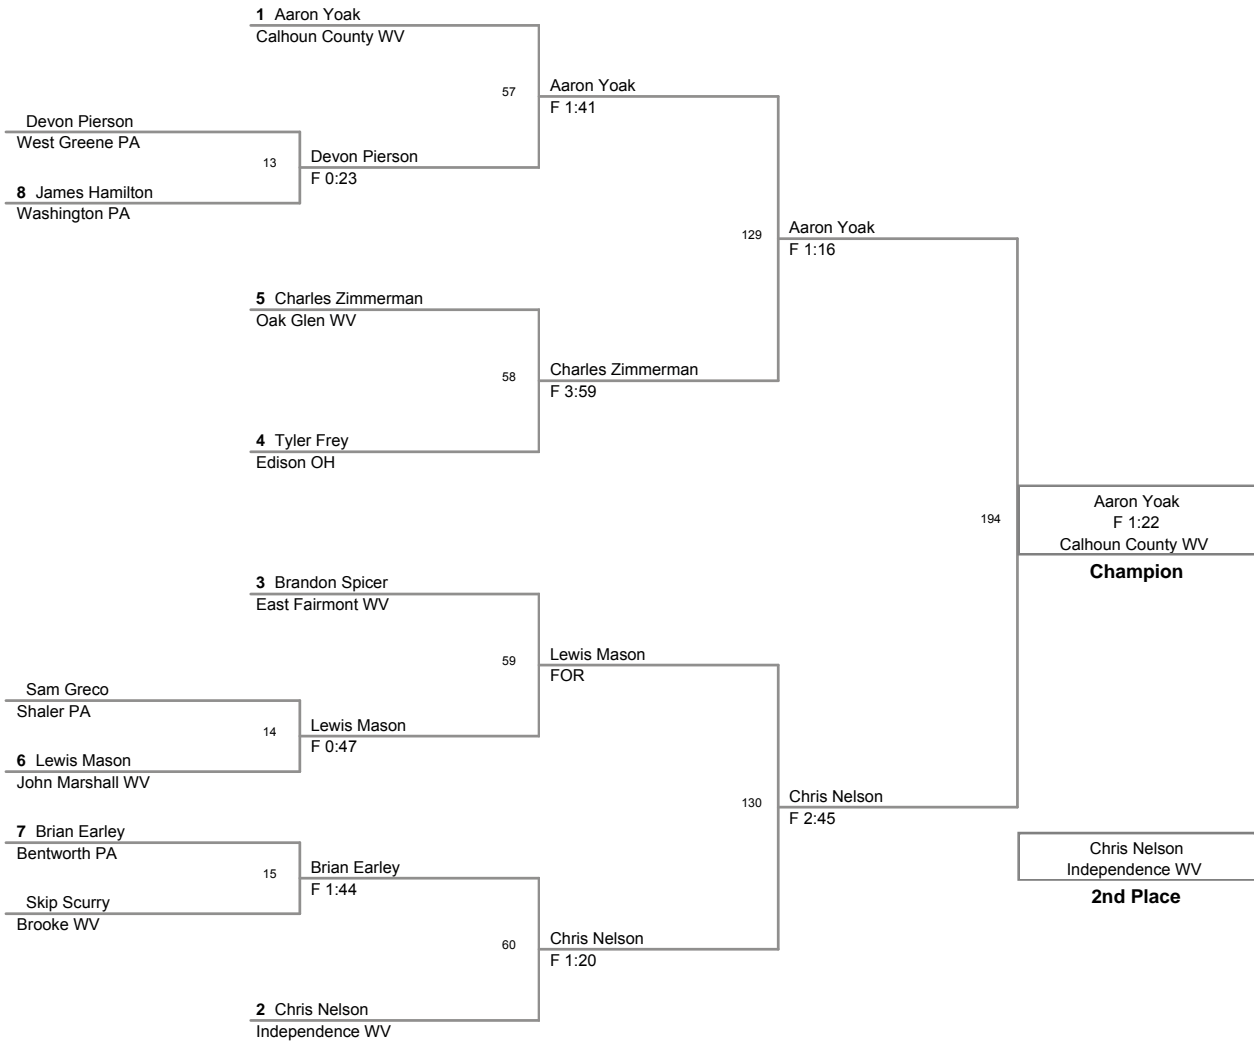 1 Aaron Yoak
Calhoun County WV
57
Aaron Yoak
F 1:41
Devon Pierson
West Greene PA
13
Devon Pierson
F 0:23
8 James Hamilton
Washington PA
129
Aaron Yoak
F 1:16
5 Charles Zimmerman
Oak Glen WV
58
Charles Zimmerman
F 3:59
4 Tyler Frey
Edison OH
194
Aaron Yoak
F 1:22
Calhoun County WV
Champion
3 Brandon Spicer
East Fairmont WV
59
Lewis Mason
FOR
Sam Greco
Shaler PA
14
Lewis Mason
F 0:47
6 Lewis Mason
John Marshall WV
130
Chris Nelson
F 2:45
7 Brian Earley
Bentworth PA
15
Brian Earley
F 1:44
Skip Scurry
Brooke WV
Chris Nelson
Independence WV
2nd Place
60
Chris Nelson
F 1:20
2 Chris Nelson
Independence WV